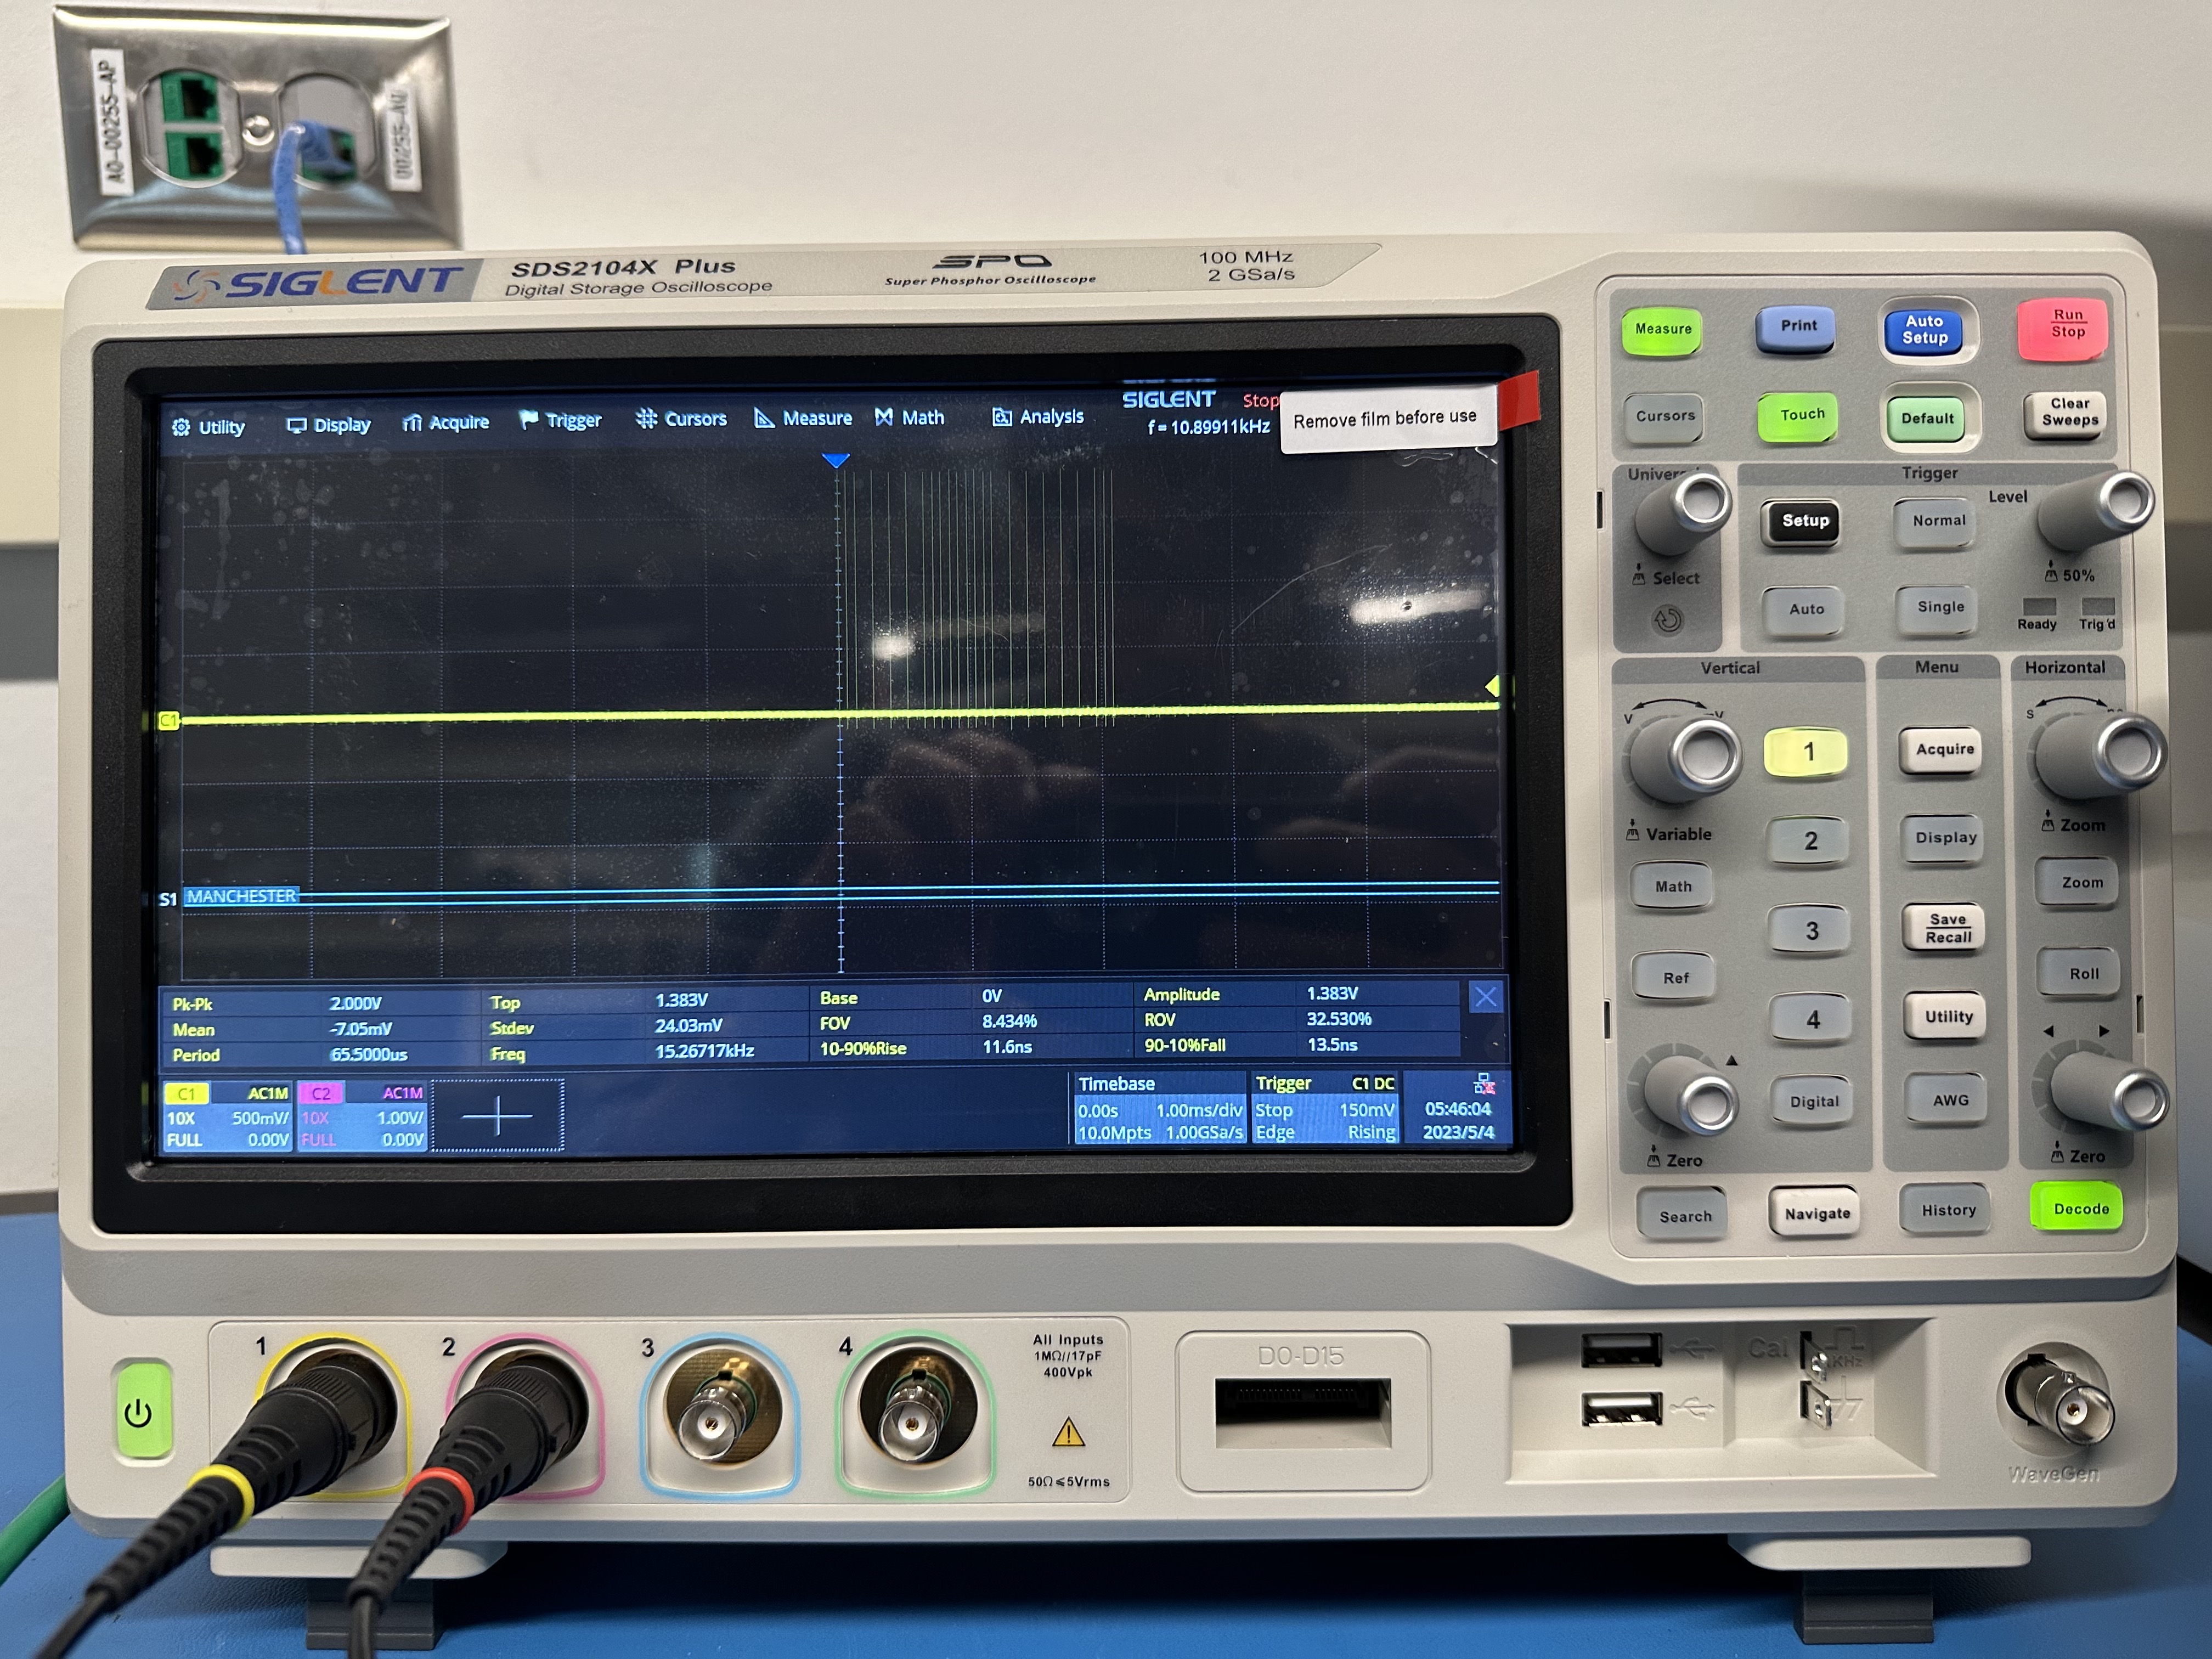 A0-00255-AP
SIGLENT
SDS2104X Plus
Digital Storage Oscilloscope
SPO
Super Phosphor Oscilloscope
100 MHz
2 GSa/s
Utility
Display
Acquire
Trigger
Cursors
Measure
Math
Analysis
SIGLENT Stop
f = 10.89911kHz
Remove film before use
C1
S1 MANCHESTER
Pk-Pk 2.000V Top 1.383V Base 0V Amplitude 1.383V
Mean -7.05mV Stdev 24.03mV FOV 8.434% ROV 32.530%
Period 65.5000us Freq 15.26717kHz 10-90%Rise 11.6ns 90-10%Fall 13.5ns
C1 AC1M
10X 500mV/
FULL 0.00V
C2 AC1M
10X 1.00V/
FULL 0.00V
Timebase
0.00s 1.00ms/div
10.0Mpts 1.00GSa/s
Trigger C1 DC
Stop 150mV
Edge Rising
05:46:04
2023/5/4
Measure
Print
Auto
Setup
Run
Stop
Cursors
Touch
Default
Clear
Sweeps
Trigger
Select
Setup
Normal
Level
Auto
Single
50%
Ready
Trig'd
Vertical
Menu
Horizontal
V
S
1
Acquire
Variable
2
Display
Zoom
Math
Zoom
3
Save
Recall
Ref
Roll
4
Utility
Digital
AWG
Zero
Zero
Search
Navigate
History
Decode
1
2
3
4
All Inputs
1MΩ//17pF
400Vpk
50Ω≤5Vrms
D0-D15
Cal
WaveGen